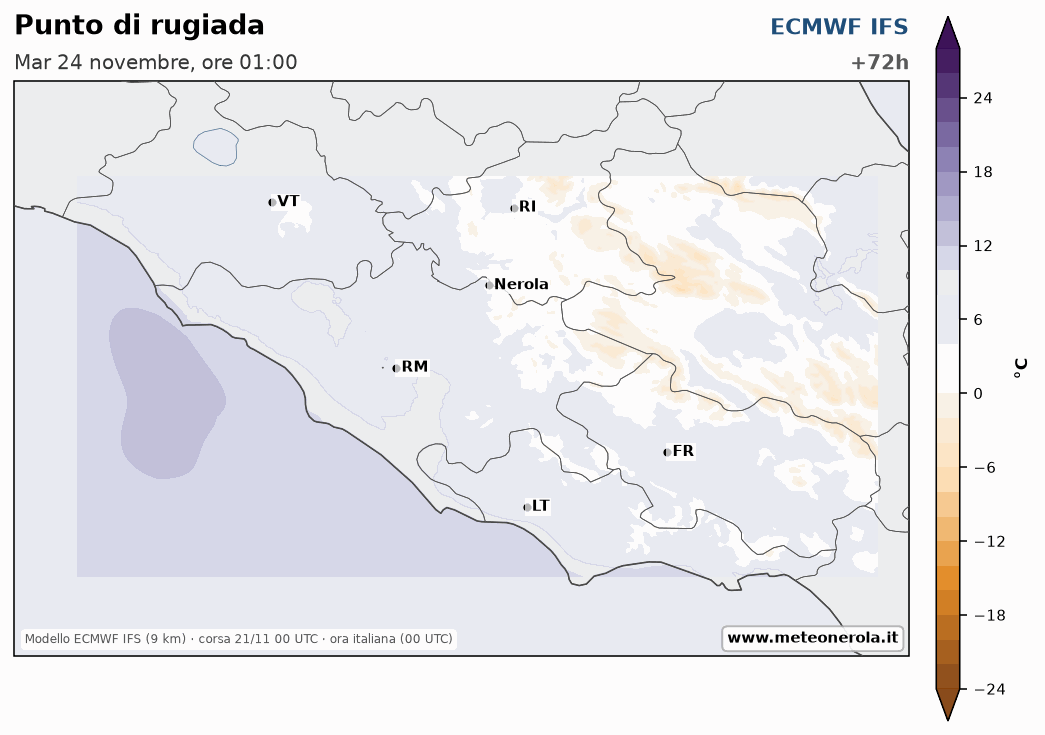 Punto di rugiada
ECMWF IFS
Mar 24 novembre, ore 01:00
+72h
VT
RI
Nerola
RM
FR
LT
24
18
12
6
0
−6
−12
−18
−24
°C
Modello ECMWF IFS (9 km) · corsa 21/11 00 UTC · ora italiana (00 UTC)
www.meteonerola.it